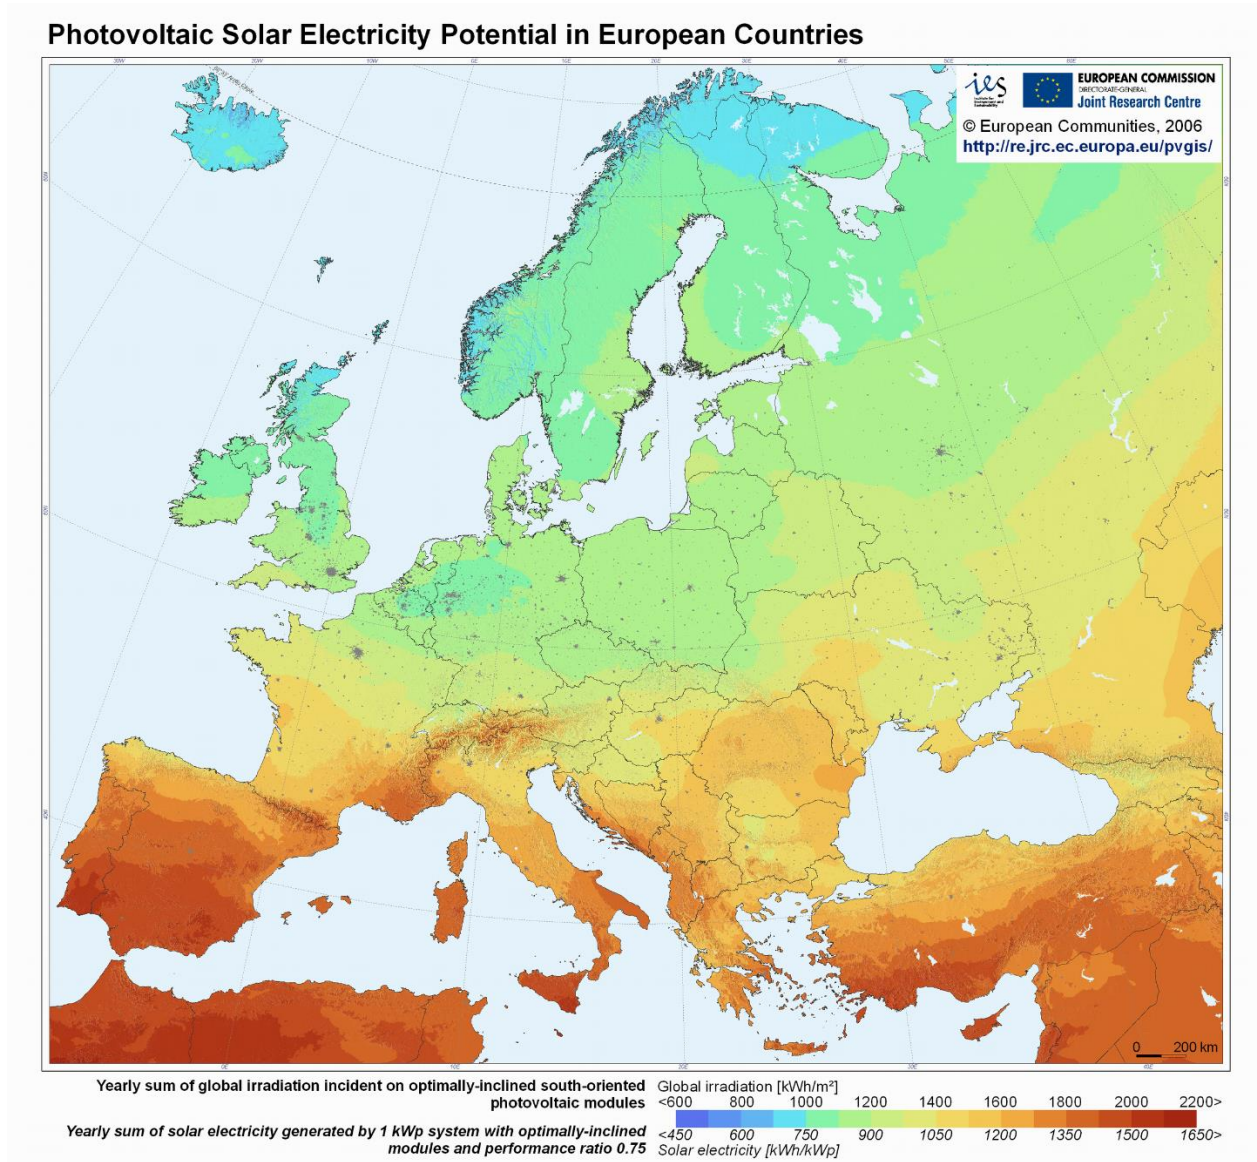 Photovoltaic Solar Electricity Potential in European Countries
ies
EUROPEAN COMMISSION
DIRECTORATE-GENERAL
Joint Research Centre
© European Communities, 2006
http://re.jrc.ec.europa.eu/pvgis/
0 200 km
Yearly sum of global irradiation incident on optimally-inclined south-oriented
photovoltaic modules
Yearly sum of solar electricity generated by 1 kWp system with optimally-inclined
modules and performance ratio 0.75
Global irradiation [kWh/m²]
<600 800 1000 1200 1400 1600 1800 2000 2200>
<450 600 750 900 1050 1200 1350 1500 1650>
Solar electricity [kWh/kWp]